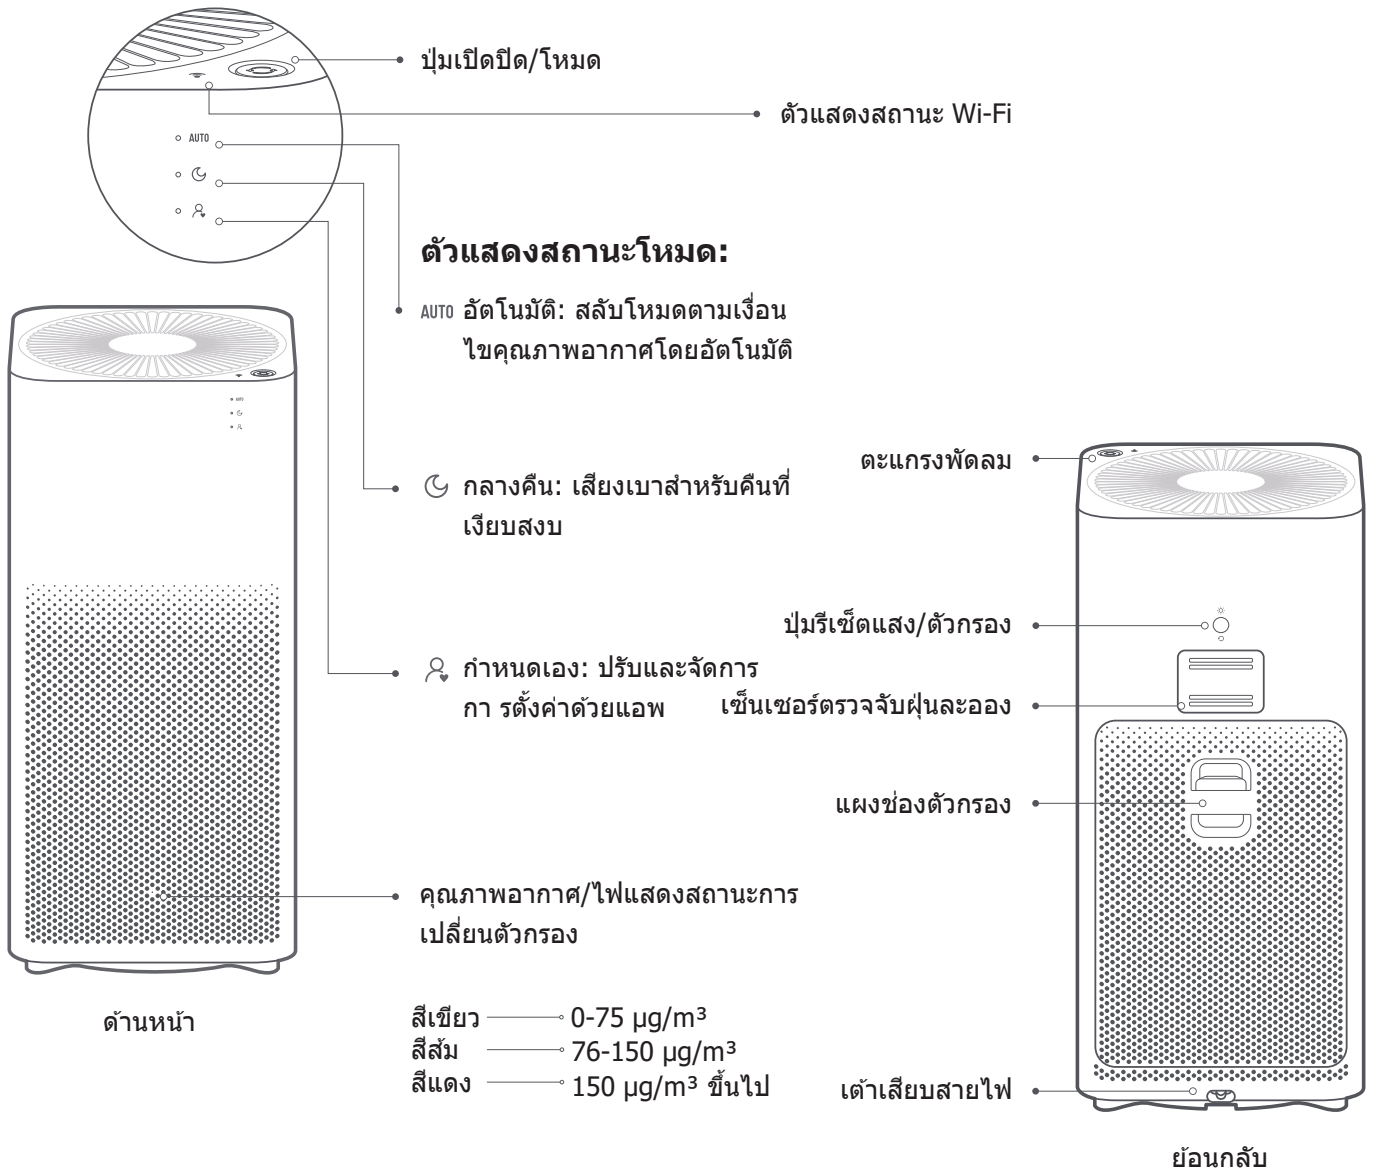 ปุ่มเปิดปิด/โหมด
ตัวแสดงสถานะ Wi-Fi
AUTO
ตัวแสดงสถานะโหมด:
AUTO อัตโนมัติ: สลับโหมดตามเงื่อน
ไขคุณภาพอากาศโดยอัตโนมัติ
AUTO
กลางคืน: เสียงเบาสำหรับคืนที่
เงียบสงบ
กำหนดเอง: ปรับและจัดการ
กา รตั้งค่าด้วยแอพ
คุณภาพอากาศ/ไฟแสดงสถานะการ
เปลี่ยนตัวกรอง
ด้านหน้า
สีเขียว 0-75 µg/m³
สีส้ม 76-150 µg/m³
สีแดง 150 µg/m³ ขึ้นไป
ตะแกรงพัดลม
ปุ่มรีเซ็ตแสง/ตัวกรอง
เซ็นเซอร์ตรวจจับฝุ่นละออง
แผงช่องตัวกรอง
เต้าเสียบสายไฟ
ย้อนกลับ